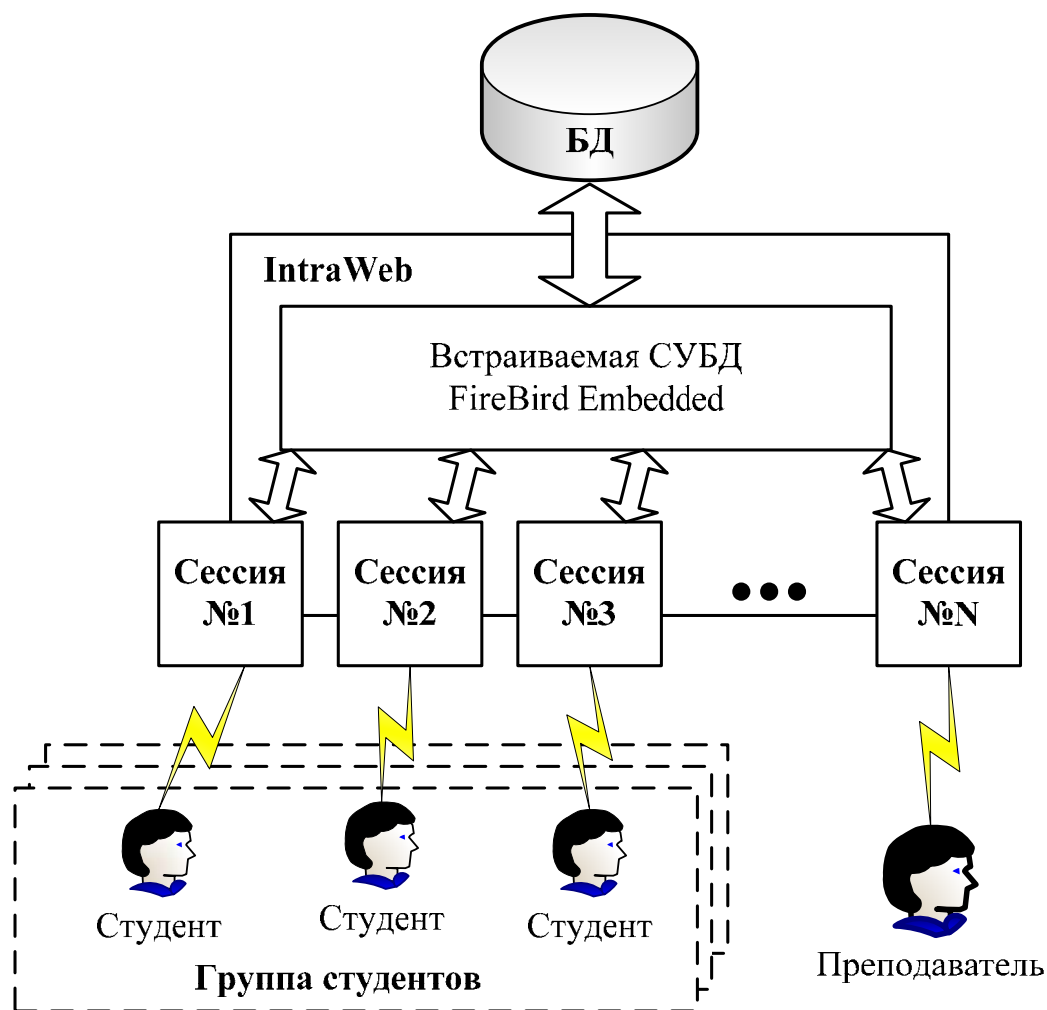 БД
IntraWeb
Встраиваемая СУБД
FireBird Embedded
Сессия
№1
Сессия
№2
Сессия
№3
Сессия
№N
Студент
Студент
Студент
Группа студентов
Преподаватель